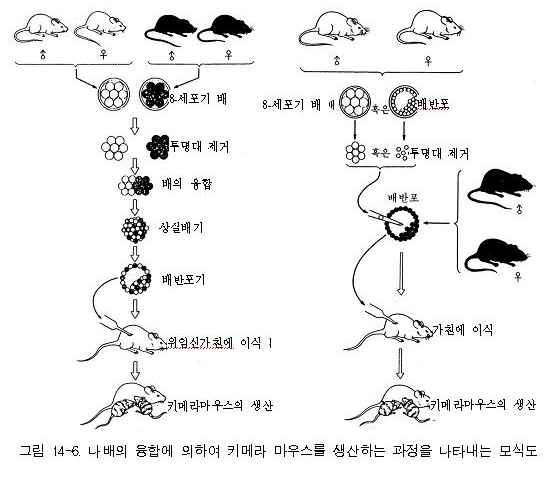 ♂ ♀ ♂ ♀
8-세포기 배
투명대 제거
배의 융합
상실배기
배반포기
위임신가친에 이식
키메라마우스의 생산
♂ ♀
8-세포기 배 혹은 배반포
혹은 투명대 제거
배반포
♂
♀
가친에 이식
키메라마우스의 생산
그림 14-6. 나배의 융합에 의하여 키메라 마우스를 생산하는 과정을 나타내는 모식도